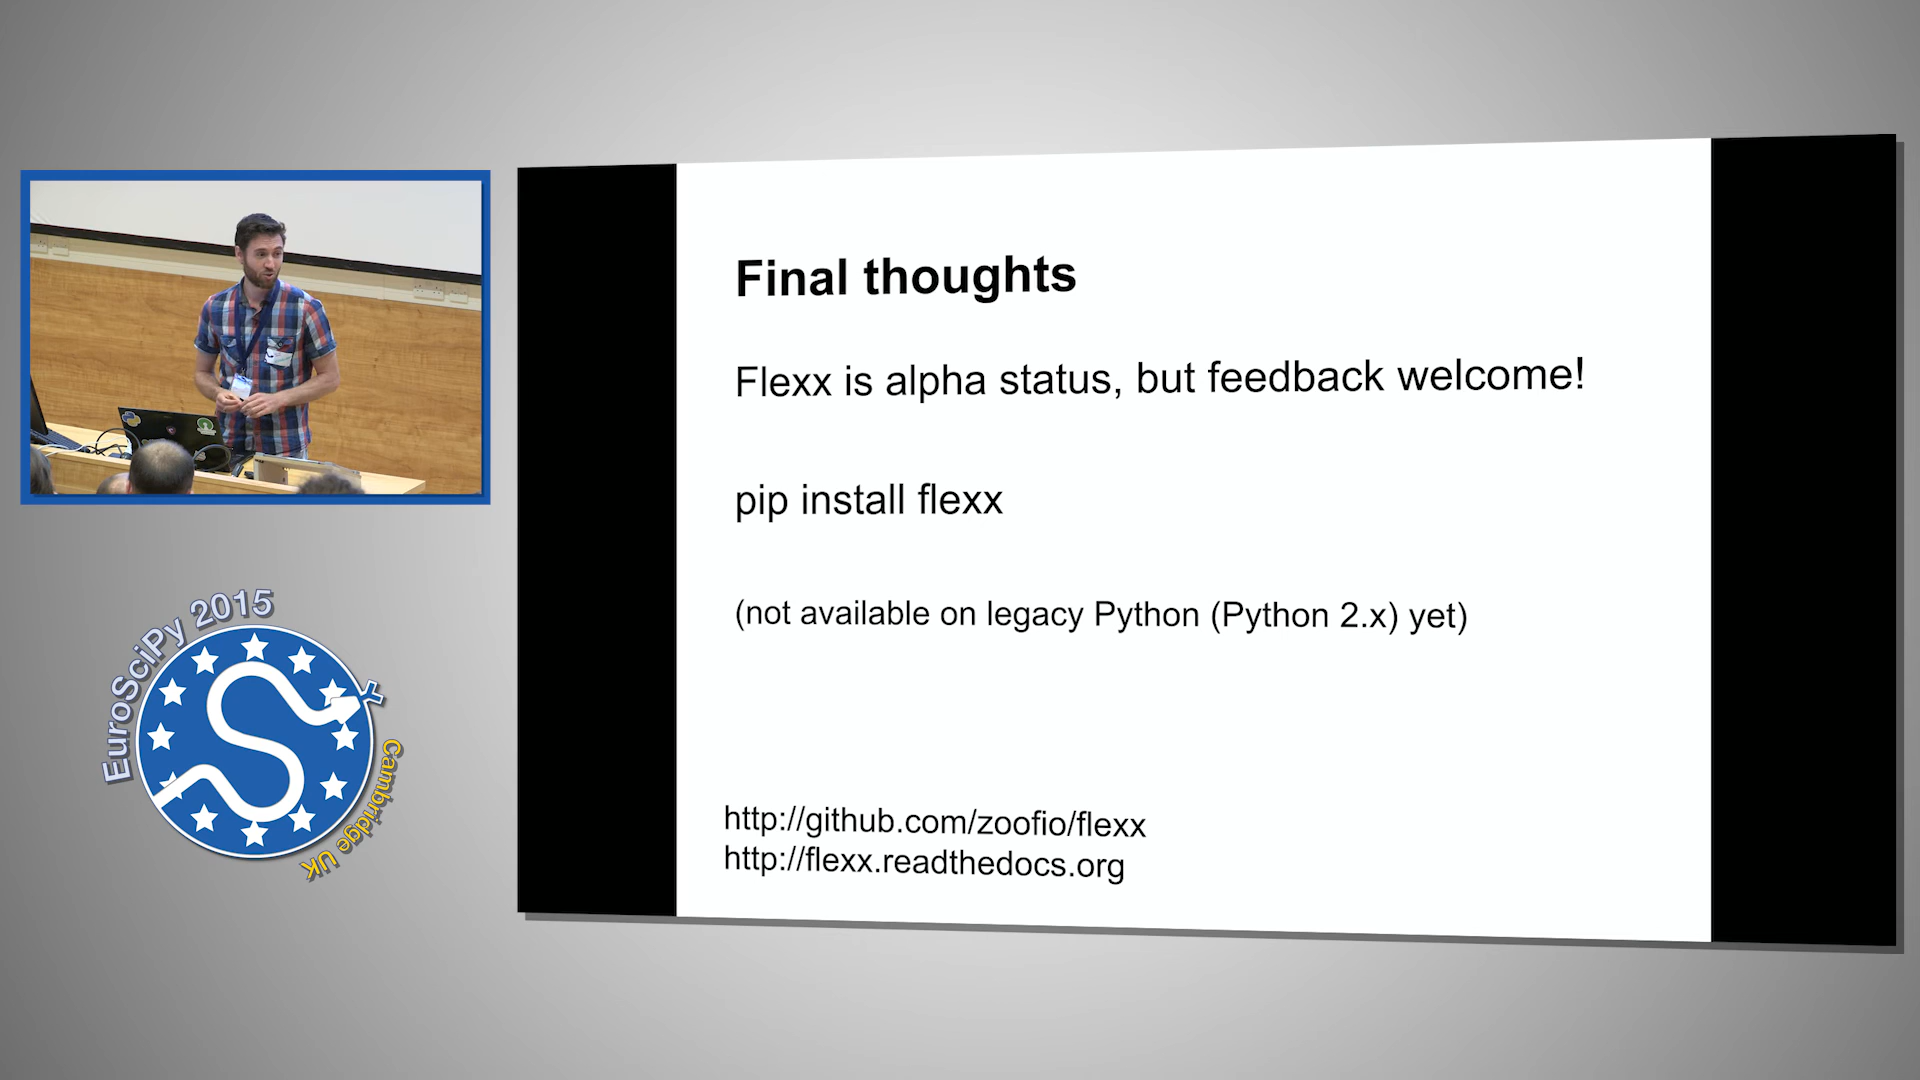 Final thoughts
Flexx is alpha status, but feedback welcome!
pip install flexx
(not available on legacy Python (Python 2.x) yet)
http://github.com/zoofio/flexx
http://flexx.readthedocs.org
EuroSciPy 2015
Cambridge UK